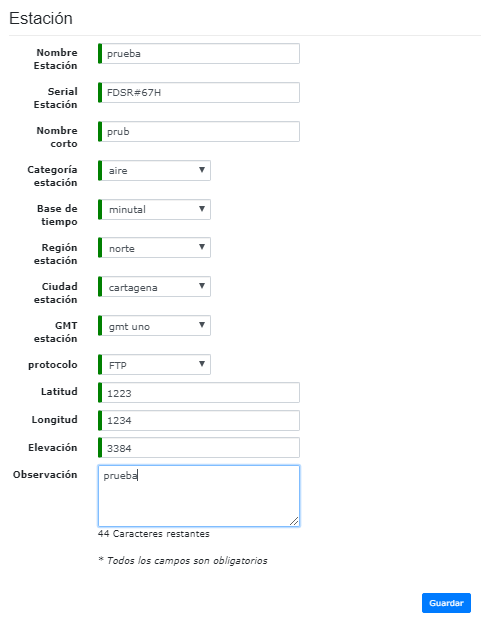 Estación
Nombre
Estación
prueba
Serial
Estación
FDSR#67H
Nombre
corto
prub
Categoría
estación
aire
Base de
tiempo
minutal
Región
estación
norte
Ciudad
estación
cartagena
GMT
estación
gmt uno
protocolo
FTP
Latitud
1223
Longitud
1234
Elevación
3384
Observación
prueba
44 Caracteres restantes
* Todos los campos son obligatorios
Guardar